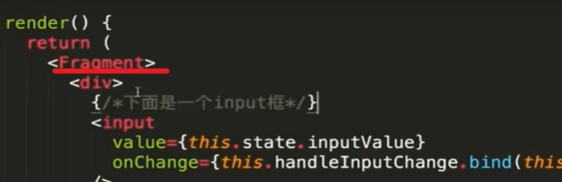 render() {
return (
<Fragment>
<div>
{/*下面是一个input框*/}
<input
value={this.state.inputValue}
onChange={this.handleInputChange.bind(this
/>